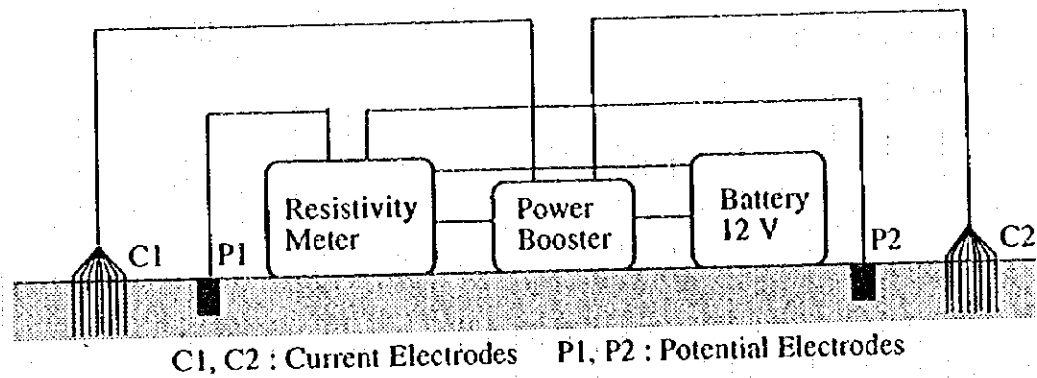 Resistivity
Meter
Power
Booster
Battery
12 V
C1
P1
P2
C2
C1, C2 : Current Electrodes P1, P2 : Potential Electrodes